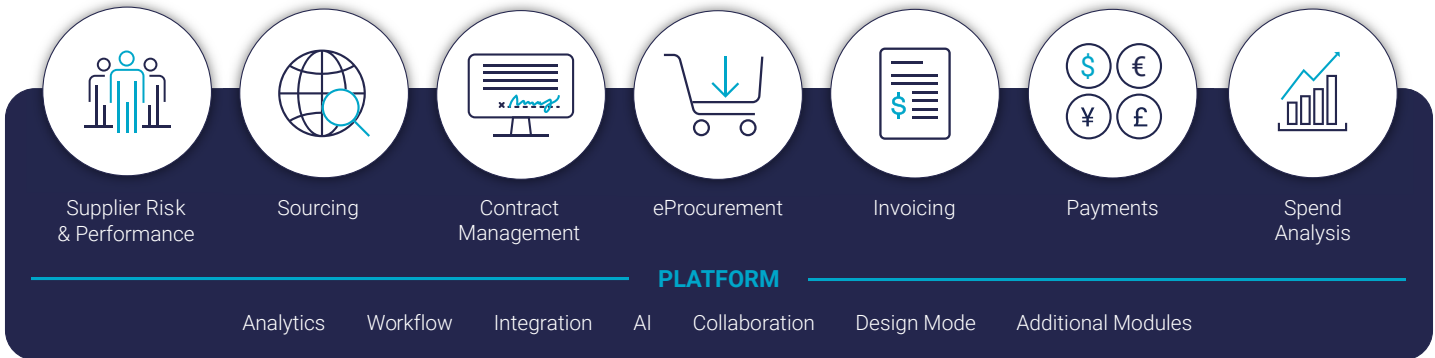 Supplier Risk
& Performance
Sourcing
Contract
Management
eProcurement
Invoicing
Payments
Spend
Analysis
PLATFORM
Analytics Workflow Integration AI Collaboration Design Mode Additional Modules